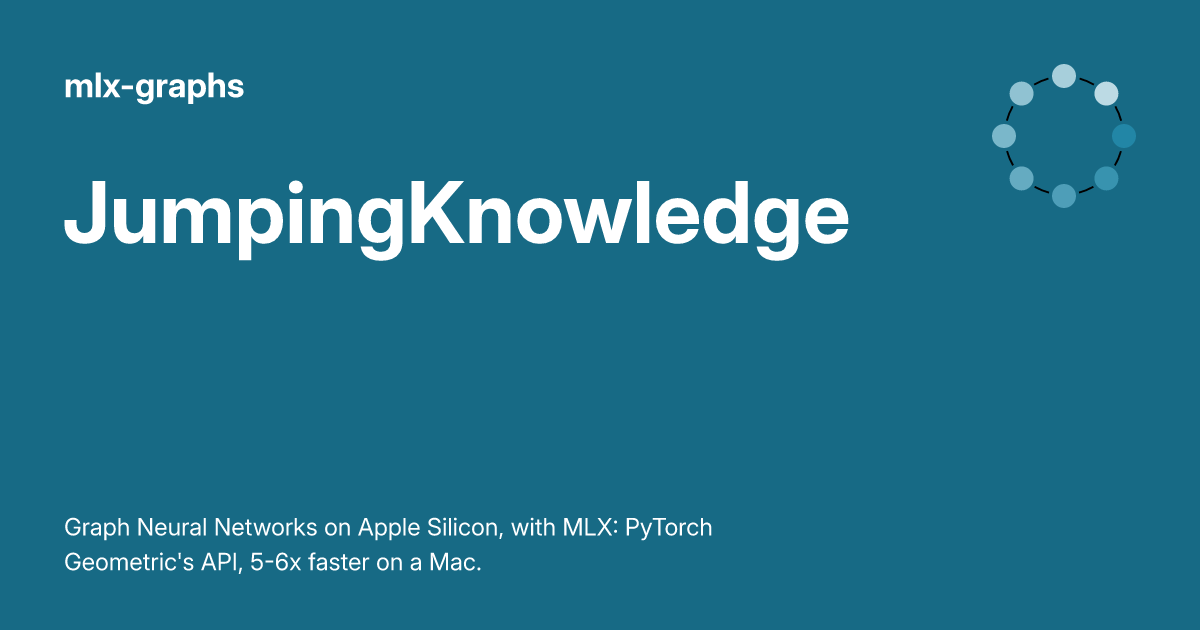 mlx-graphs
JumpingKnowledge
Graph Neural Networks on Apple Silicon, with MLX: PyTorch
Geometric's API, 5-6x faster on a Mac.